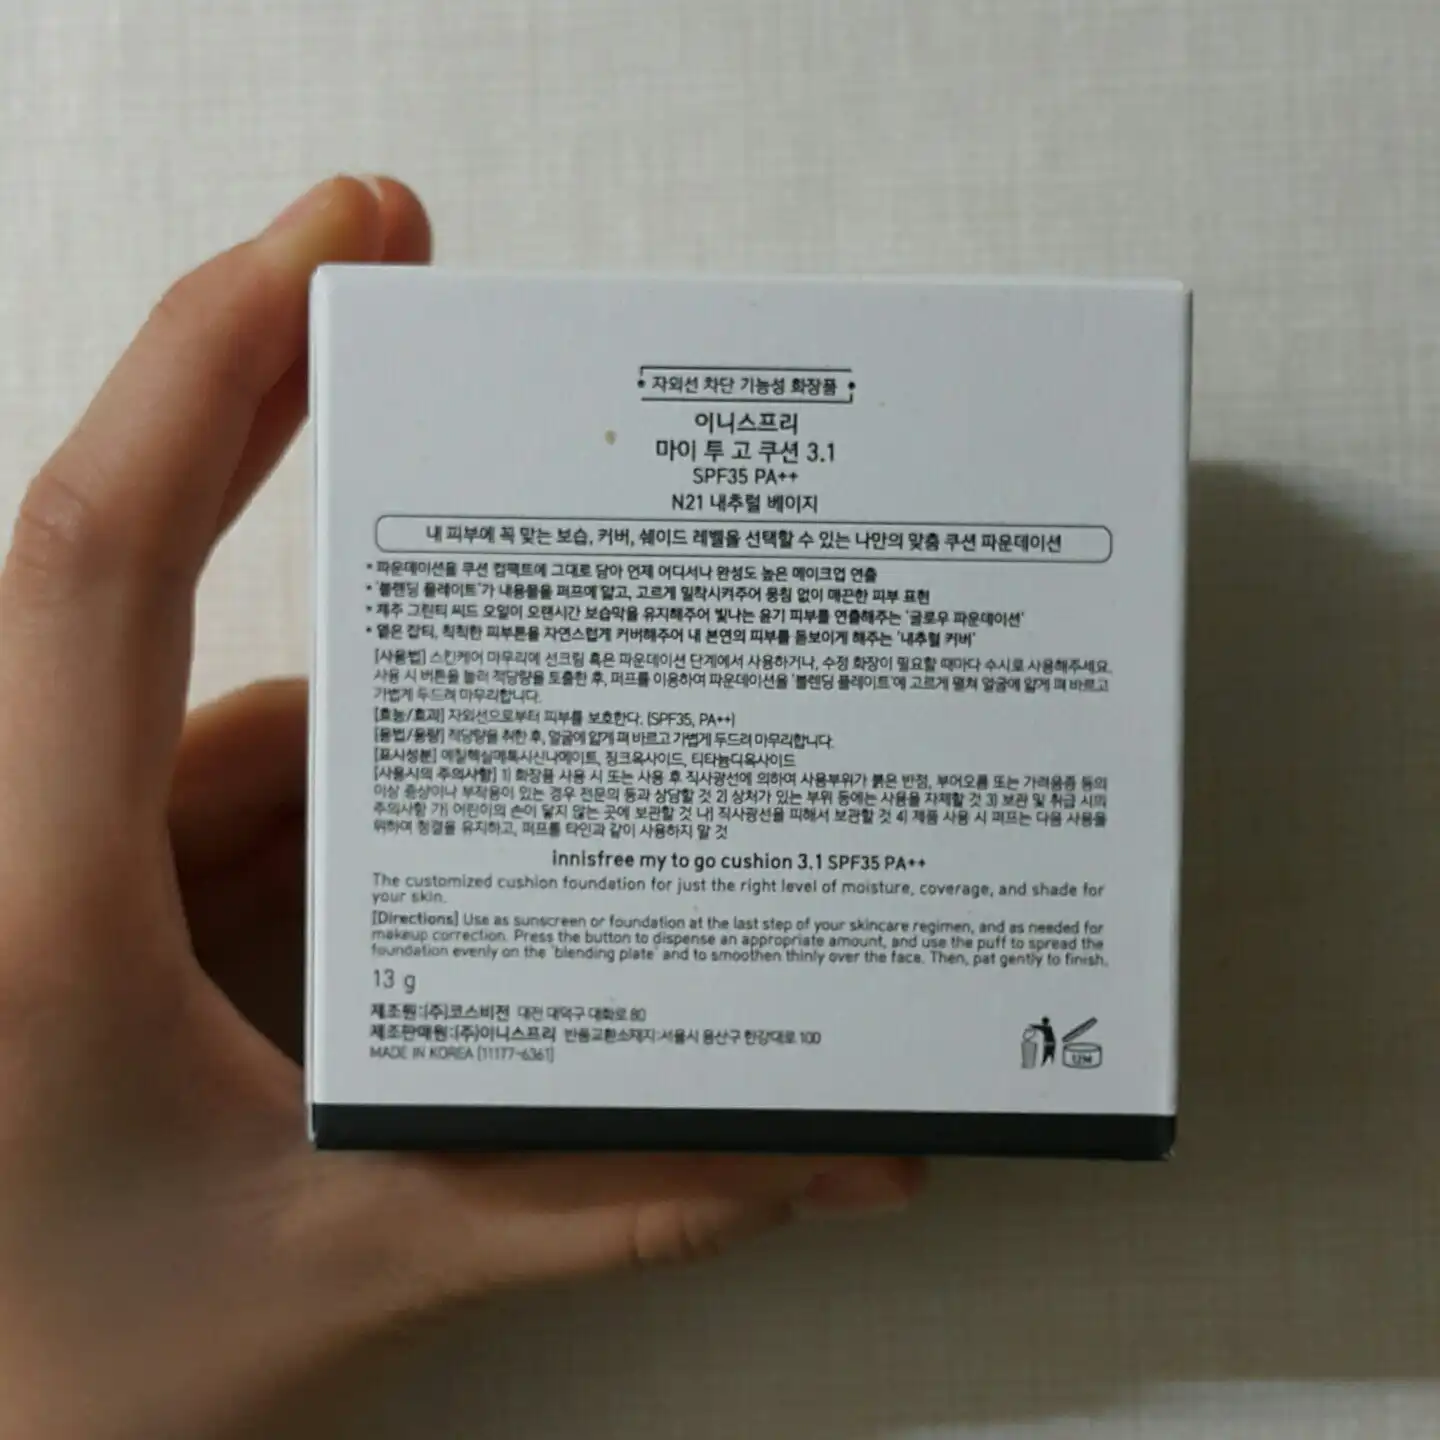 자외선 차단 기능성 화장품
이니스프리
마이 투 고 쿠션 3.1
SPF35 PA++
N21 내추럴 베이지
내 피부에 꼭 맞는 보습, 커버, 쉐이드 레벨을 선택할 수 있는 나만의 맞춤 쿠션 파운데이션
* 파운데이션을 쿠션 컴팩트에 그대로 담아 언제 어디서나 완성도 높은 메이크업 연출
* '블렌딩 플레이트'가 내용물을 퍼프에 얇고, 고르게 밀착시켜주어 뭉침 없이 매끈한 피부 표현
* 제주 그린티 씨드 오일이 오랜시간 보습막을 유지해주어 빛나는 윤기 피부를 연출해주는 '글로우 파운데이션'
* 옅은 잡티, 칙칙한 피부톤을 자연스럽게 커버해주어 내 본연의 피부를 돋보이게 해주는 '내추럴 커버'
[사용법] 스킨케어 마무리에 선크림 혹은 파운데이션 단계에서 사용하거나, 수정 화장이 필요할 때마다 수시로 사용해주세요.
사용 시 버튼을 눌러 적당량을 토출한 후, 퍼프를 이용하여 파운데이션을 '블렌딩 플레이트'에 고르게 펼쳐 얼굴에 얇게 펴 바르고
가볍게 두드려 마무리합니다.
[효능/효과] 자외선으로부터 피부를 보호한다. (SPF35, PA++)
[용법/용량] 적당량을 취한 후, 얼굴에 얇게 펴 바르고 가볍게 두드려 마무리합니다.
[표시성분] 에칠헥실메톡시신나메이트, 징크옥사이드, 티타늄디옥사이드
[사용시의 주의사항] 1) 화장품 사용 시 또는 사용 후 직사광선에 의하여 사용부위가 붉은 반점, 부어오름 또는 가려움증 등의
이상 증상이나 부작용이 있는 경우 전문의 등과 상담할 것 2) 상처가 있는 부위 등에는 사용을 자제할 것 3) 보관 및 취급 시의
주의사항 가) 어린이의 손이 닿지 않는 곳에 보관할 것 나) 직사광선을 피해서 보관할 것 4) 제품 사용 시 퍼프는 다음 사용을
위하여 청결을 유지하고, 퍼프를 타인과 같이 사용하지 말 것
innisfree my to go cushion 3.1 SPF35 PA++
The customized cushion foundation for just the right level of moisture, coverage, and shade for
your skin.
[Directions] Use as sunscreen or foundation at the last step of your skincare regimen, and as needed for
makeup correction. Press the button to dispense an appropriate amount, and use the puff to spread the
foundation evenly on the 'blending plate' and to smoothen thinly over the face. Then, pat gently to finish.
13 g
제조원:(주)코스비전 대전 대덕구 대화로 80
제조판매원:(주)이니스프리 반품교환소재지:서울시 용산구 한강대로 100
MADE IN KOREA (11177-6361)
12M